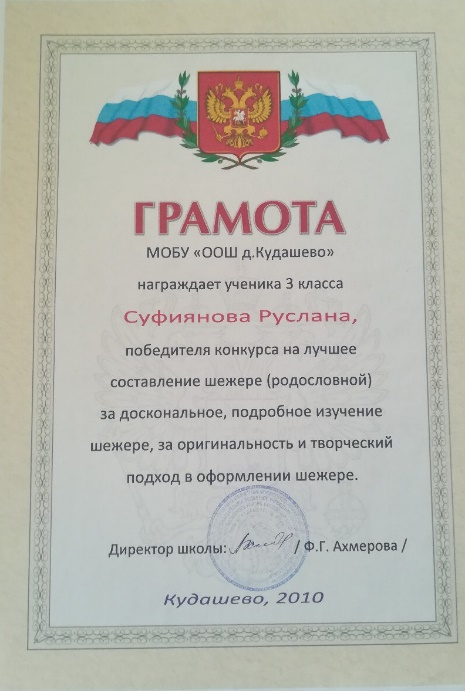 ГРАМОТА
МОБУ «ООШ д.Кудашево»
награждает ученика 3 класса
Суфиянова Руслана,
победителя конкурса на лучшее
составление шежере (родословной)
за доскональное, подробное изучение
шежере, за оригинальность и творческий
подход в оформлении шежере.
Директор школы: / Ф.Г. Ахмерова /
Кудашево, 2010